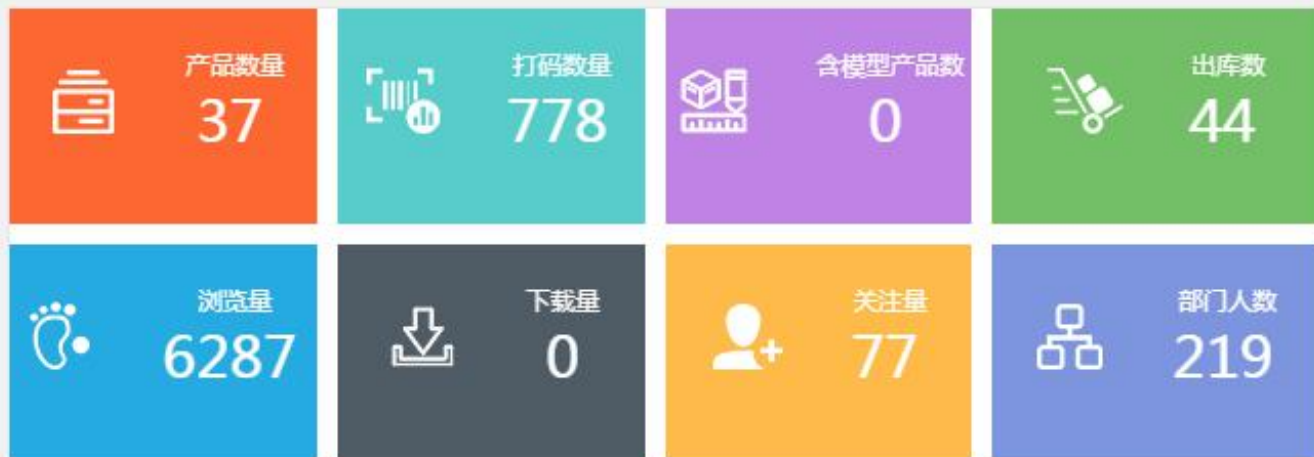 产品数量
37
打码数量
778
含模型产品数
0
出库数
44
浏览量
6287
下载量
0
关注量
77
部门人数
219